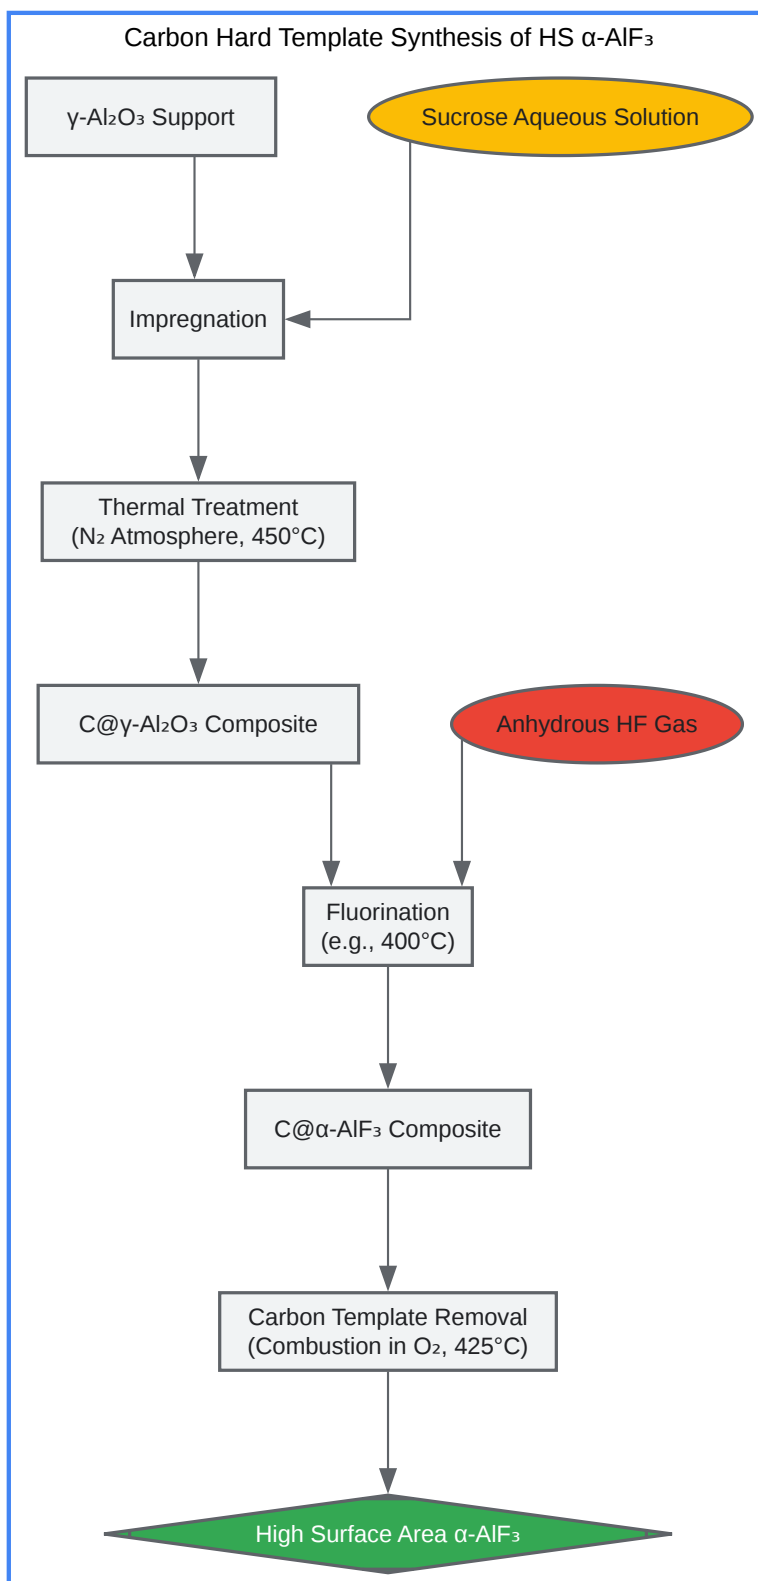 Carbon Hard Template Synthesis of HS α-AlF₃
γ-Al₂O₃ Support
Sucrose Aqueous Solution
Impregnation
Thermal Treatment
(N₂ Atmosphere, 450°C)
C@γ-Al₂O₃ Composite
Anhydrous HF Gas
Fluorination
(e.g., 400°C)
C@α-AlF₃ Composite
Carbon Template Removal
(Combustion in O₂, 425°C)
High Surface Area α-AlF₃